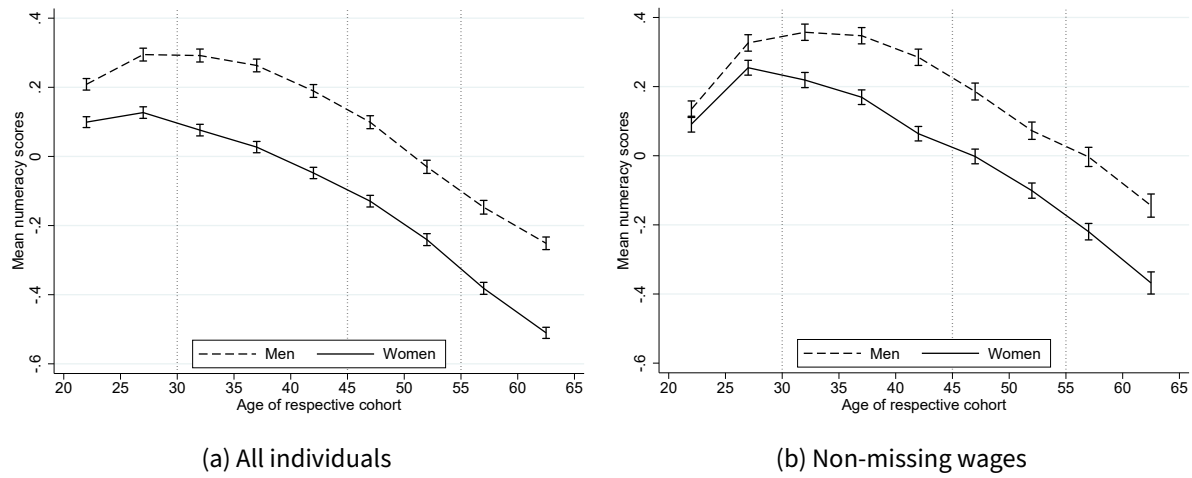 Mean numeracy scores
.4
.2
0
-.2
-.4
-.6
Men
Women
20 25 30 35 40 45 50 55 60 65
Age of respective cohort
(a) All individuals
Mean numeracy scores
.4
.2
0
-.2
-.4
-.6
Men
Women
20 25 30 35 40 45 50 55 60 65
Age of respective cohort
(b) Non-missing wages